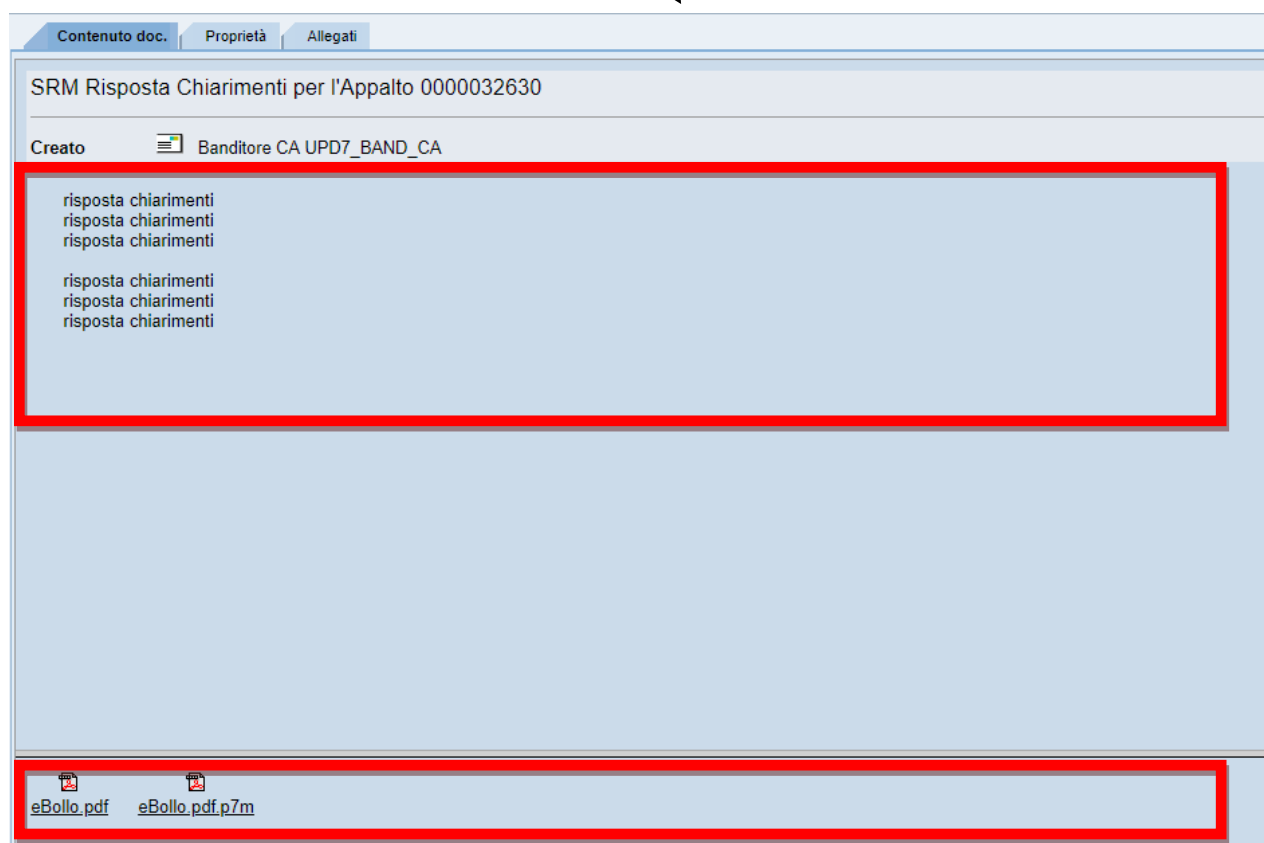 Contenuto doc. Proprietà Allegati
SRM Risposta Chiarimenti per l'Appalto 0000032630
Creato Banditore CA UPD7_BAND_CA
risposta chiarimenti
risposta chiarimenti
risposta chiarimenti
risposta chiarimenti
risposta chiarimenti
risposta chiarimenti
eBollo.pdf eBollo.pdf.p7m